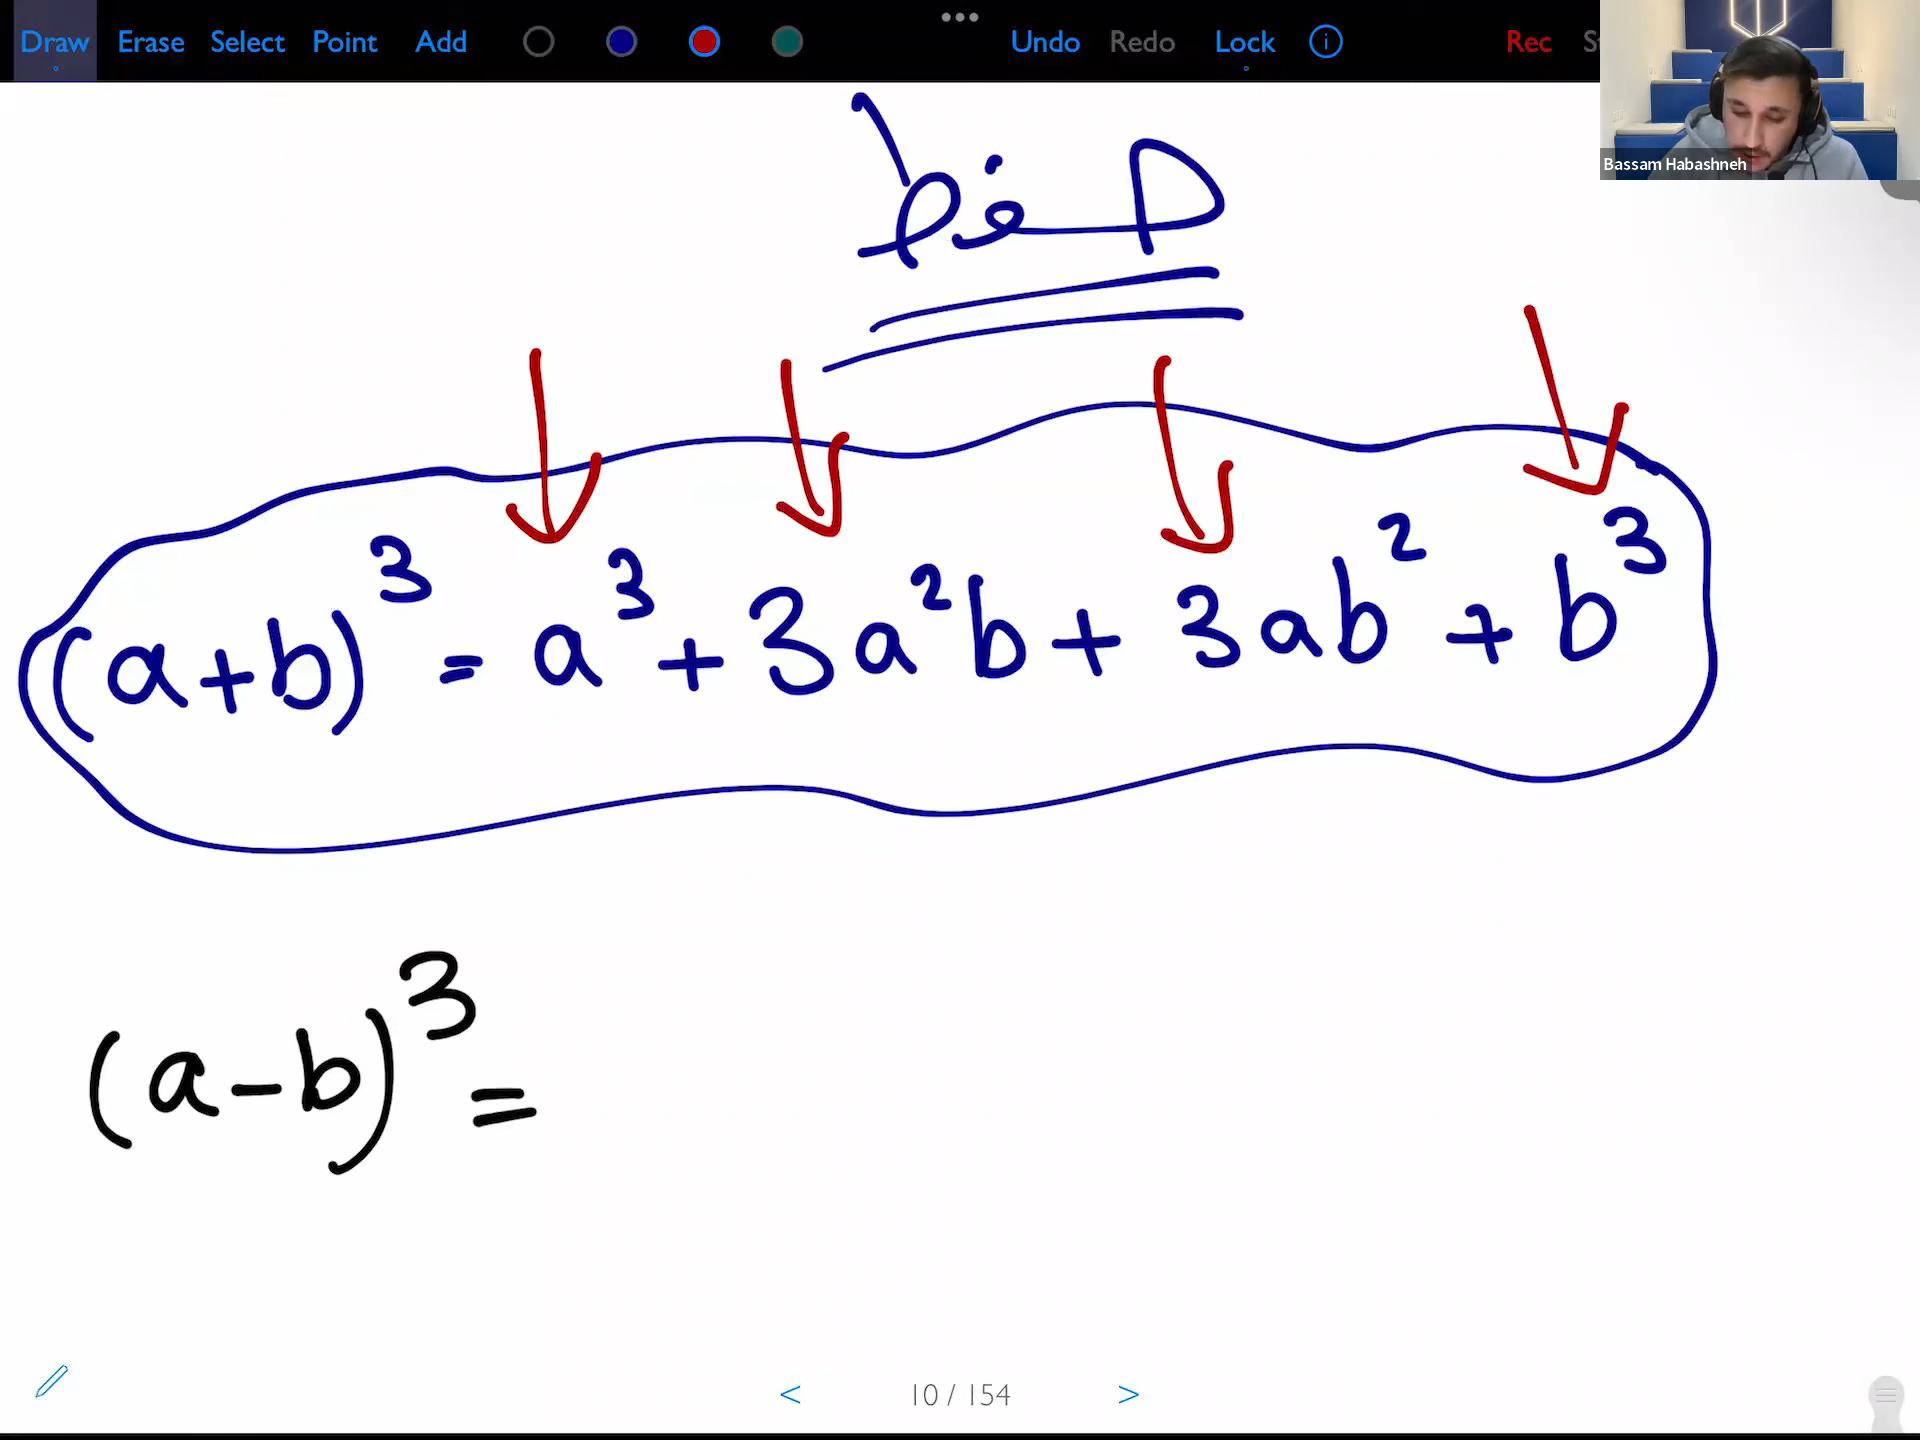 Draw Erase Select Point Add Undo Redo Lock Rec
Bassam Habashneh
حفظ
(a+b)³ = a³ + 3a²b + 3ab² + b³
(a-b)³ =
< 10 / 154 >